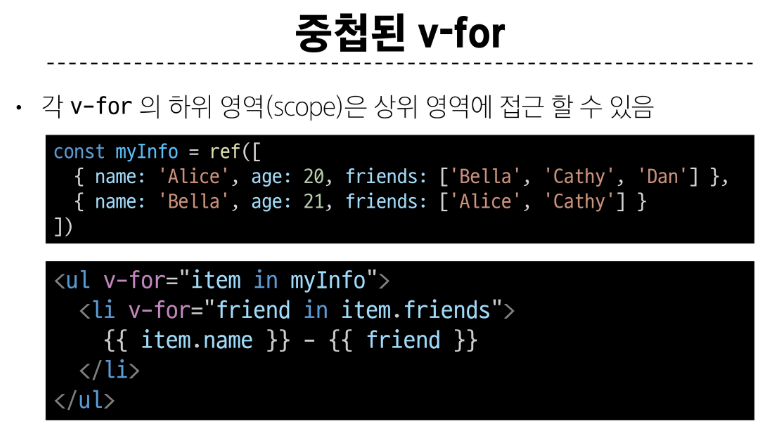 중첩된 v-for
• 각 v-for 의 하위 영역(scope)은 상위 영역에 접근 할 수 있음
const myInfo = ref([
  { name: 'Alice', age: 20, friends: ['Bella', 'Cathy', 'Dan'] },
  { name: 'Bella', age: 21, friends: ['Alice', 'Cathy'] }
])
<ul v-for="item in myInfo">
  <li v-for="friend in item.friends">
    {{ item.name }} - {{ friend }}
  </li>
</ul>